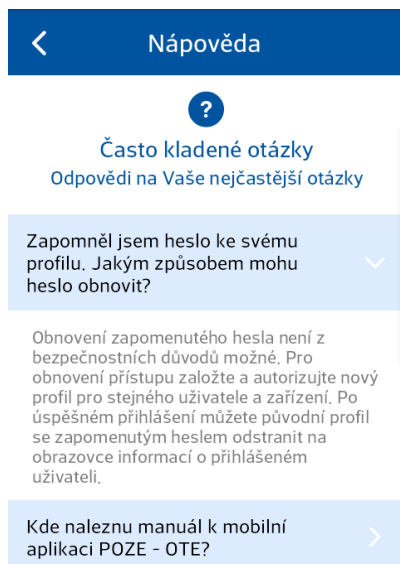 Nápověda
?
Často kladené otázky
Odpovědi na Vaše nejčastější otázky
Zapomněl jsem heslo ke svému
profilu. Jakým způsobem mohu
heslo obnovit?
Obnovení zapomenutého hesla není z
bezpečnostních důvodů možné. Pro
obnovení přístupu založte a autorizujte nový
profil pro stejného uživatele a zařízení. Po
úspěšném přihlášení můžete původní profil
se zapomenutým heslem odstranit na
obrazovce informací o přihlášeném
uživateli.
Kde naleznu manuál k mobilní
aplikaci POZE - OTE?